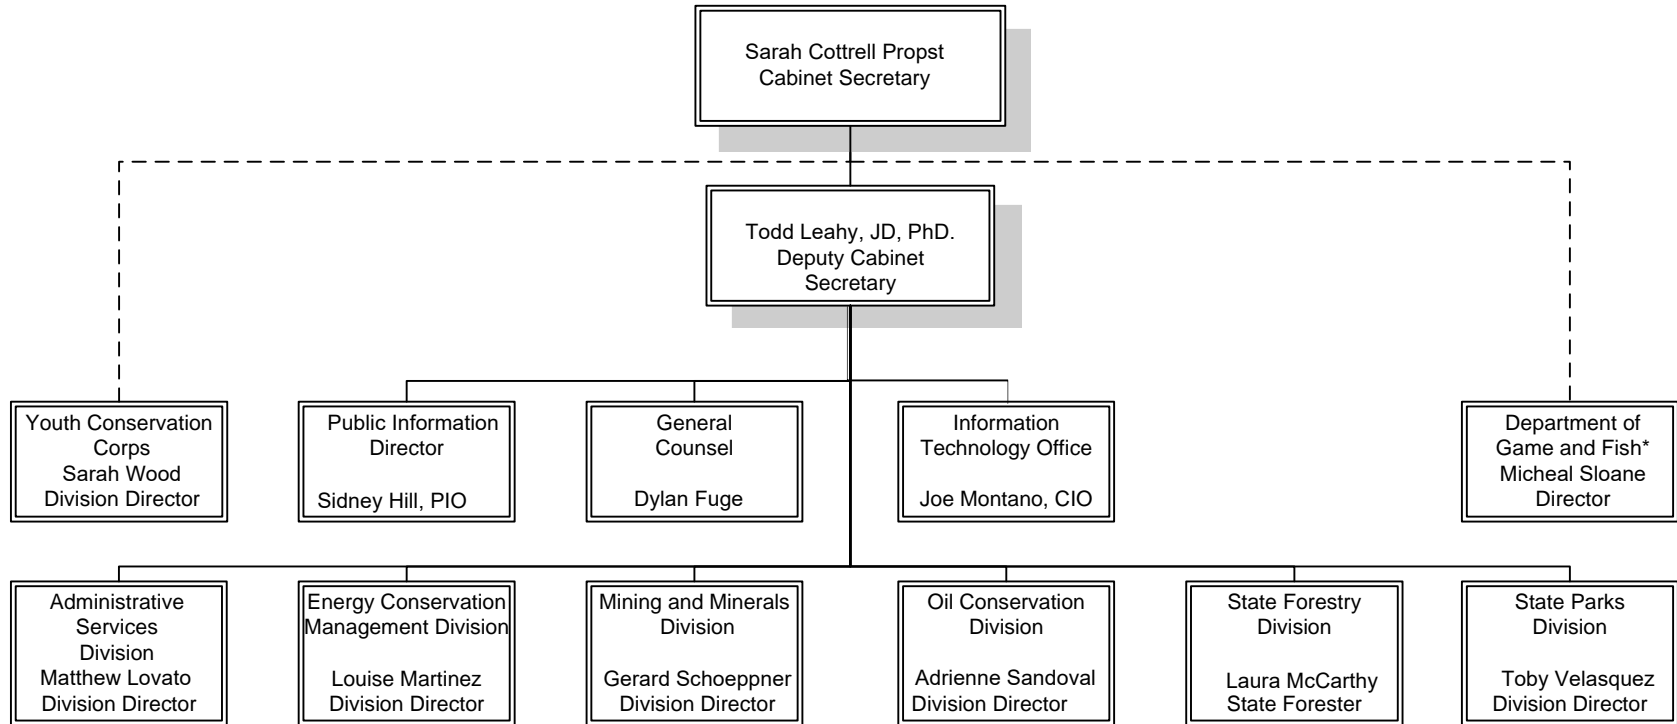 Sarah Cottrell Propst
Cabinet Secretary
Todd Leahy, JD, PhD.
Deputy Cabinet
Secretary
Youth Conservation
Corps
Sarah Wood
Division Director
Public Information
Director
Sidney Hill, PIO
General
Counsel
Dylan Fuge
Information
Technology Office
Joe Montano, CIO
Department of
Game and Fish*
Micheal Sloane
Director
Administrative
Services
Division
Matthew Lovato
Division Director
Energy Conservation
Management Division
Louise Martinez
Division Director
Mining and Minerals
Division
Gerard Schoeppner
Division Director
Oil Conservation
Division
Adrienne Sandoval
Division Director
State Forestry
Division
Laura McCarthy
State Forester
State Parks
Division
Toby Velasquez
Division Director